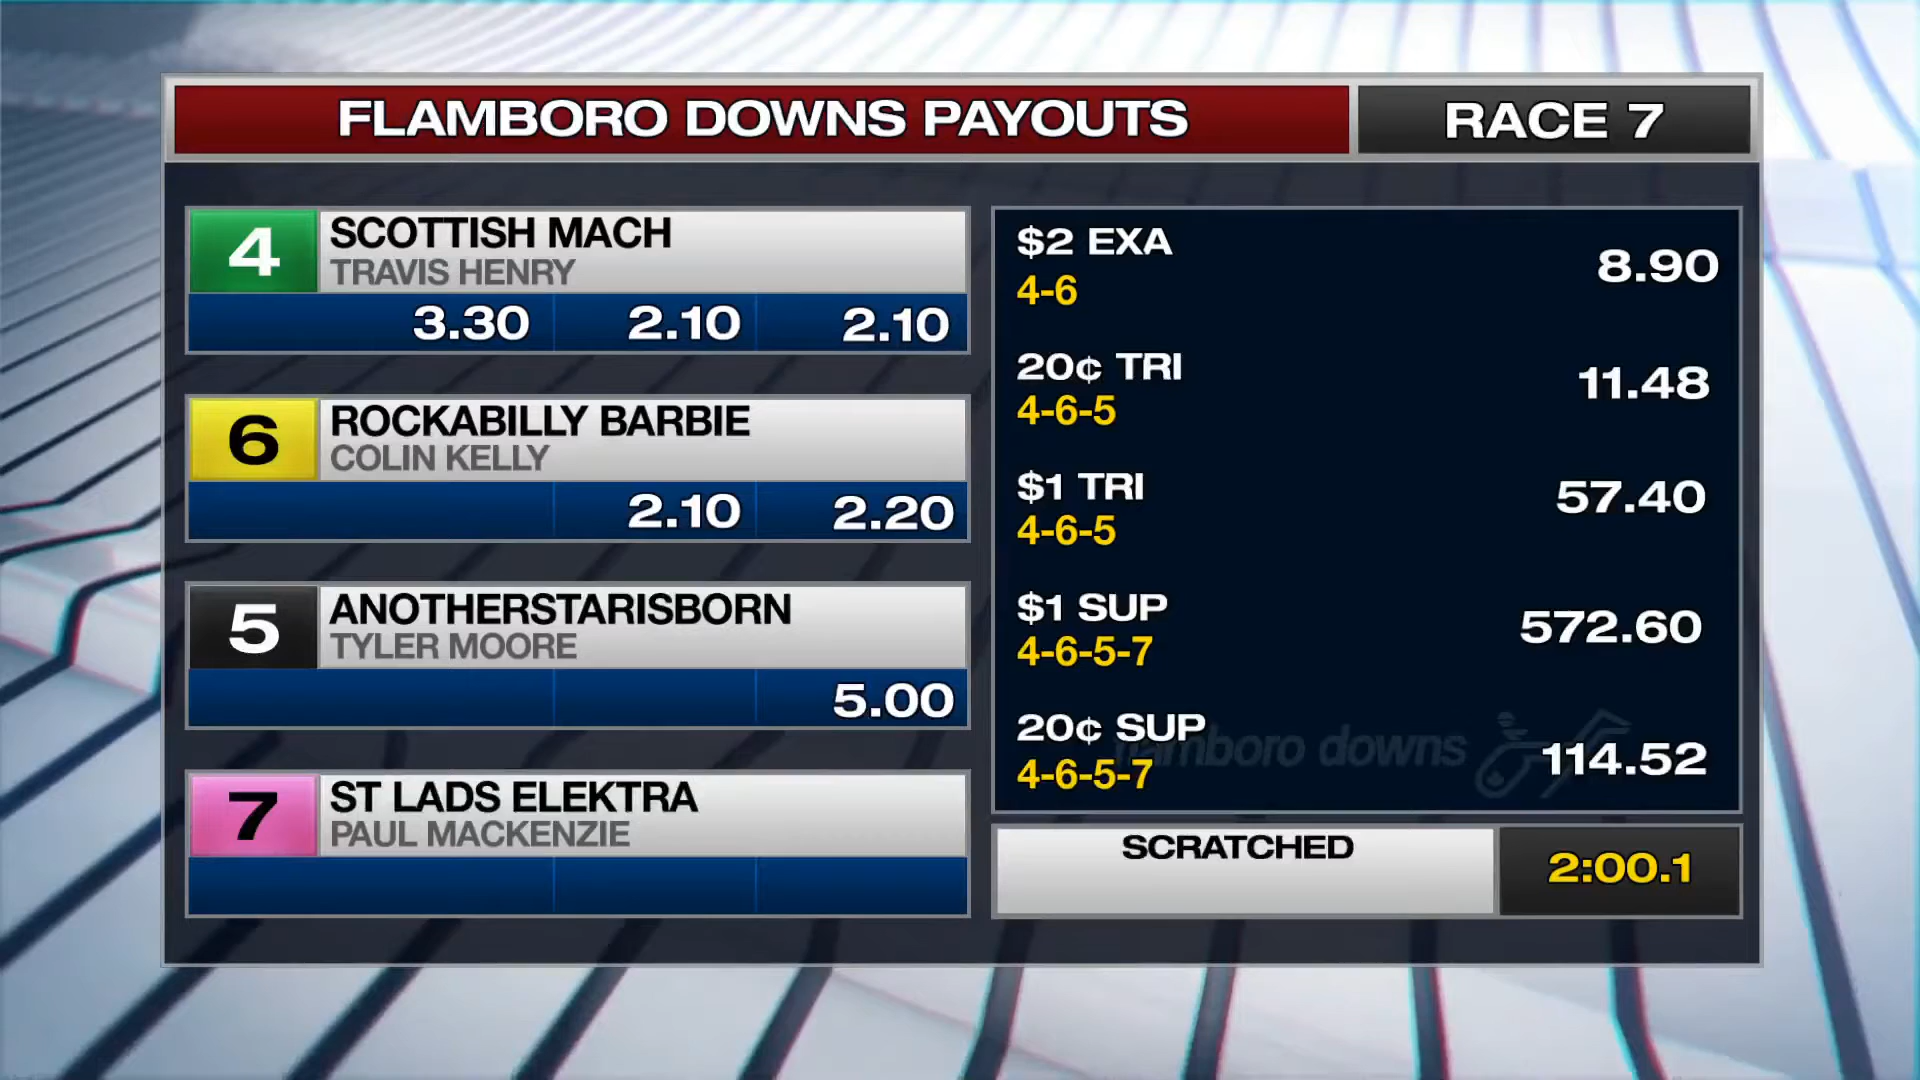 FLAMBORO DOWNS PAYOUTS
RACE 7
4
SCOTTISH MACH
TRAVIS HENRY
3.30 2.10 2.10
6
ROCKABILLY BARBIE
COLIN KELLY
2.10 2.20
5
ANOTHERSTARISBORN
TYLER MOORE
5.00
7
ST LADS ELEKTRA
PAUL MACKENZIE
$2 EXA
4-6
8.90
20¢ TRI
4-6-5
11.48
$1 TRI
4-6-5
57.40
$1 SUP
4-6-5-7
572.60
20¢ SUP
4-6-5-7
114.52
flamboro downs
SCRATCHED
2:00.1